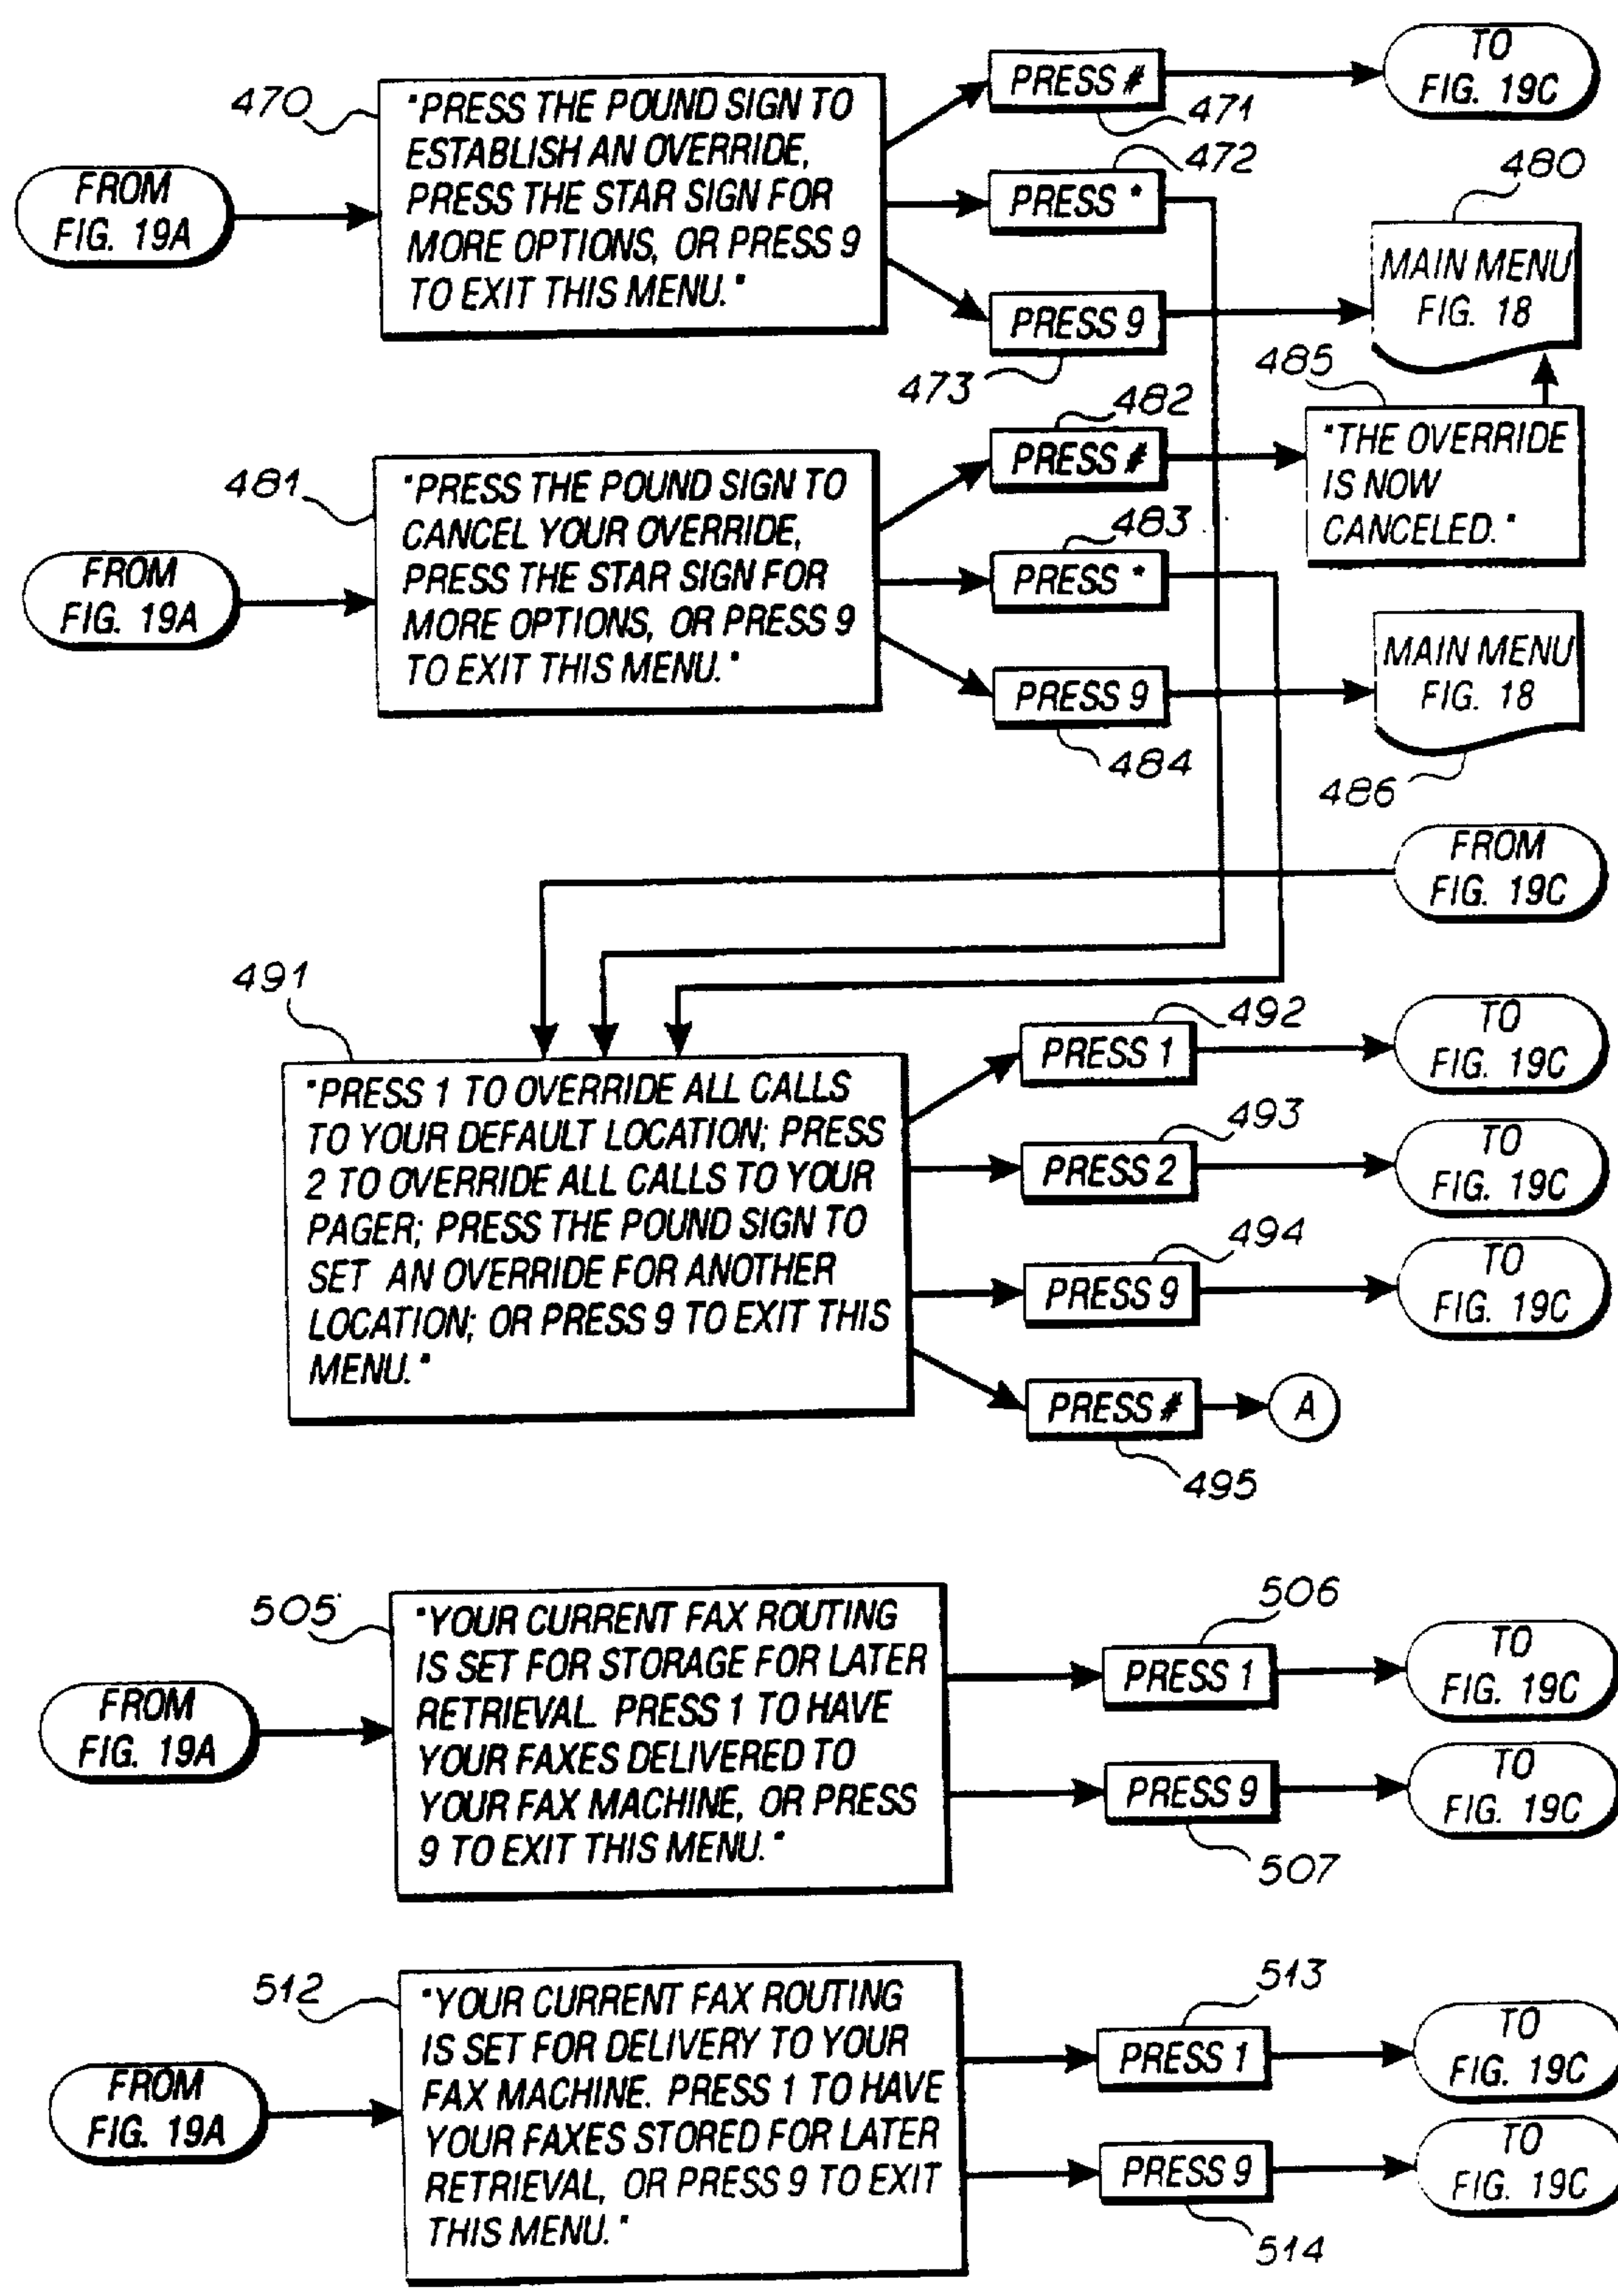 470
FROM
FIG. 19A
"PRESS THE POUND SIGN TO
ESTABLISH AN OVERRIDE,
PRESS THE STAR SIGN FOR
MORE OPTIONS, OR PRESS 9
TO EXIT THIS MENU."
PRESS #
471
TO
FIG. 19C
472
PRESS *
PRESS 9
473
480
MAIN MENU
FIG. 18
481
FROM
FIG. 19A
"PRESS THE POUND SIGN TO
CANCEL YOUR OVERRIDE,
PRESS THE STAR SIGN FOR
MORE OPTIONS, OR PRESS 9
TO EXIT THIS MENU."
482
PRESS #
485
"THE OVERRIDE
IS NOW
CANCELED."
483
PRESS *
PRESS 9
484
MAIN MENU
FIG. 18
486
FROM
FIG. 19C
491
"PRESS 1 TO OVERRIDE ALL CALLS
TO YOUR DEFAULT LOCATION; PRESS
2 TO OVERRIDE ALL CALLS TO YOUR
PAGER; PRESS THE POUND SIGN TO
SET AN OVERRIDE FOR ANOTHER
LOCATION; OR PRESS 9 TO EXIT THIS
MENU."
492
PRESS 1
TO
FIG. 19C
493
PRESS 2
TO
FIG. 19C
494
PRESS 9
TO
FIG. 19C
PRESS #
A
495
505
FROM
FIG. 19A
"YOUR CURRENT FAX ROUTING
IS SET FOR STORAGE FOR LATER
RETRIEVAL. PRESS 1 TO HAVE
YOUR FAXES DELIVERED TO
YOUR FAX MACHINE, OR PRESS
9 TO EXIT THIS MENU."
506
PRESS 1
TO
FIG. 19C
PRESS 9
507
TO
FIG. 19C
512
FROM
FIG. 19A
"YOUR CURRENT FAX ROUTING
IS SET FOR DELIVERY TO YOUR
FAX MACHINE. PRESS 1 TO HAVE
YOUR FAXES STORED FOR LATER
RETRIEVAL, OR PRESS 9 TO EXIT
THIS MENU."
513
PRESS 1
TO
FIG. 19C
PRESS 9
514
TO
FIG. 19C